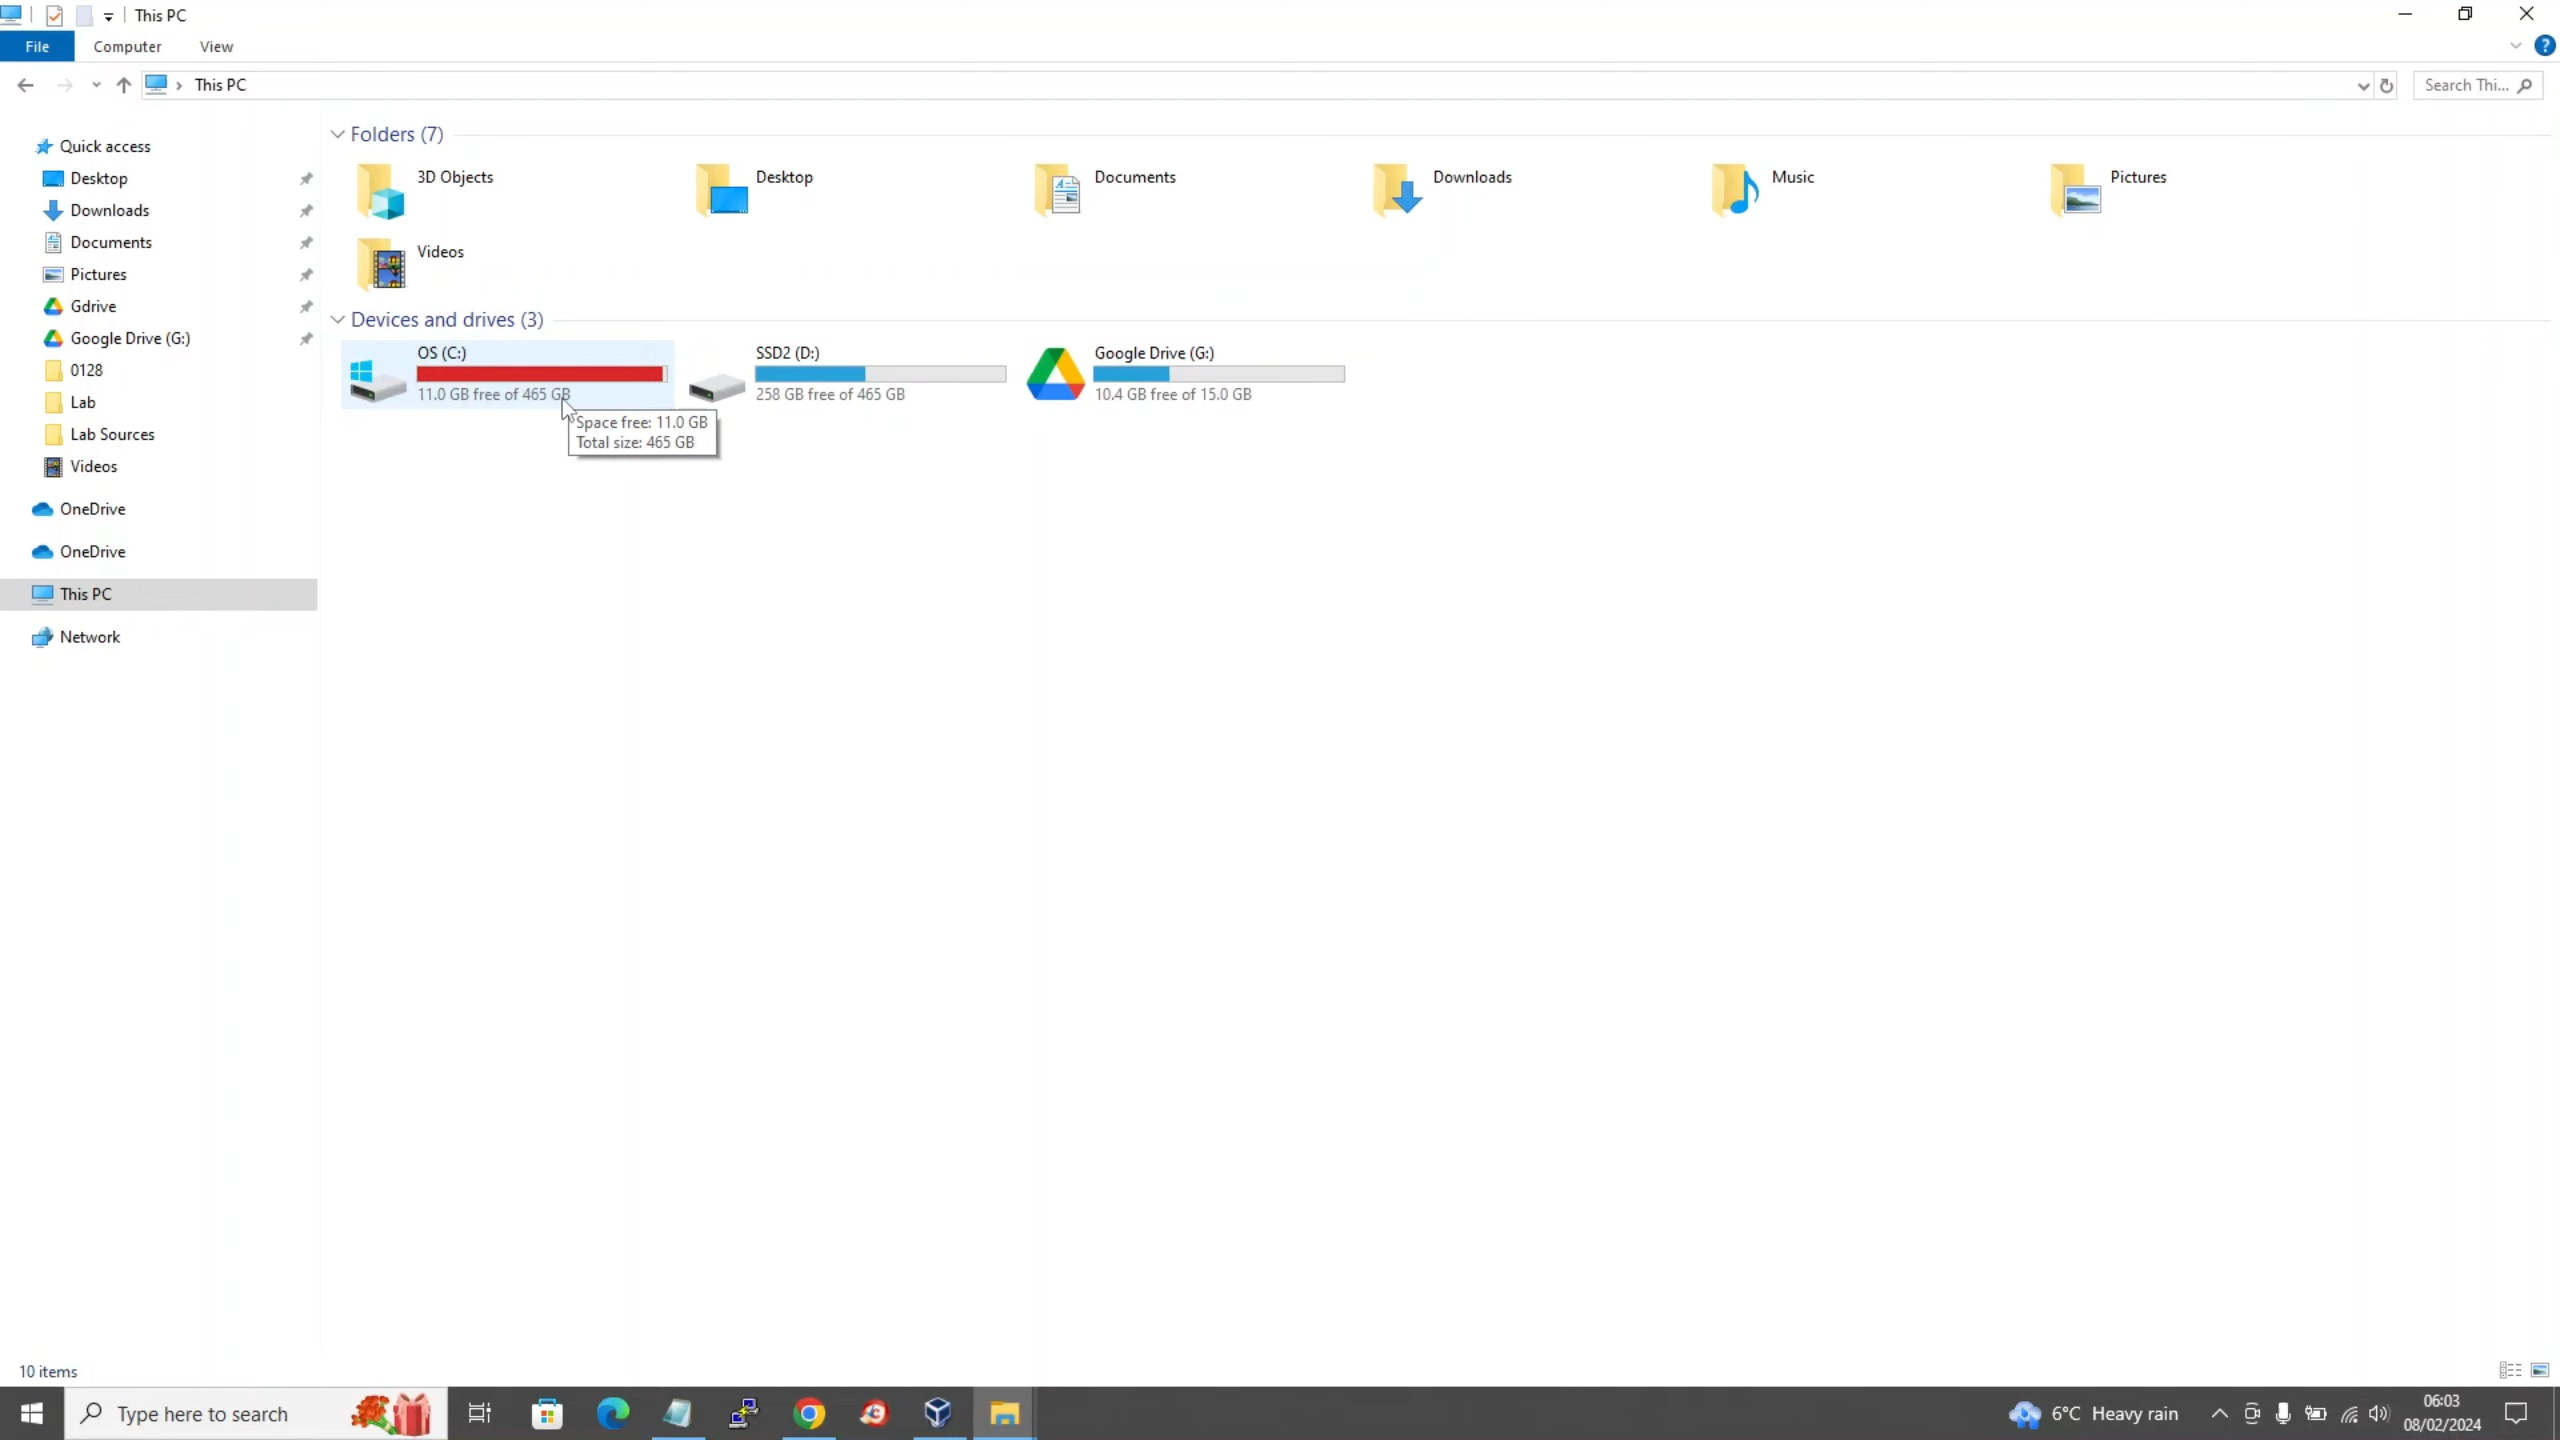 This PC
File Computer View
This PC
Search Thi...
Quick access
Desktop
Downloads
Documents
Pictures
Gdrive
Google Drive (G:)
0128
Lab
Lab Sources
Videos
OneDrive
OneDrive
This PC
Network
Folders (7)
3D Objects
Desktop
Documents
Downloads
Music
Pictures
Videos
Devices and drives (3)
OS (C:)
11.0 GB free of 465 GB
SSD2 (D:)
258 GB free of 465 GB
Google Drive (G:)
10.4 GB free of 15.0 GB
Space free: 11.0 GB
Total size: 465 GB
10 items
Type here to search
6°C Heavy rain
06:03
08/02/2024